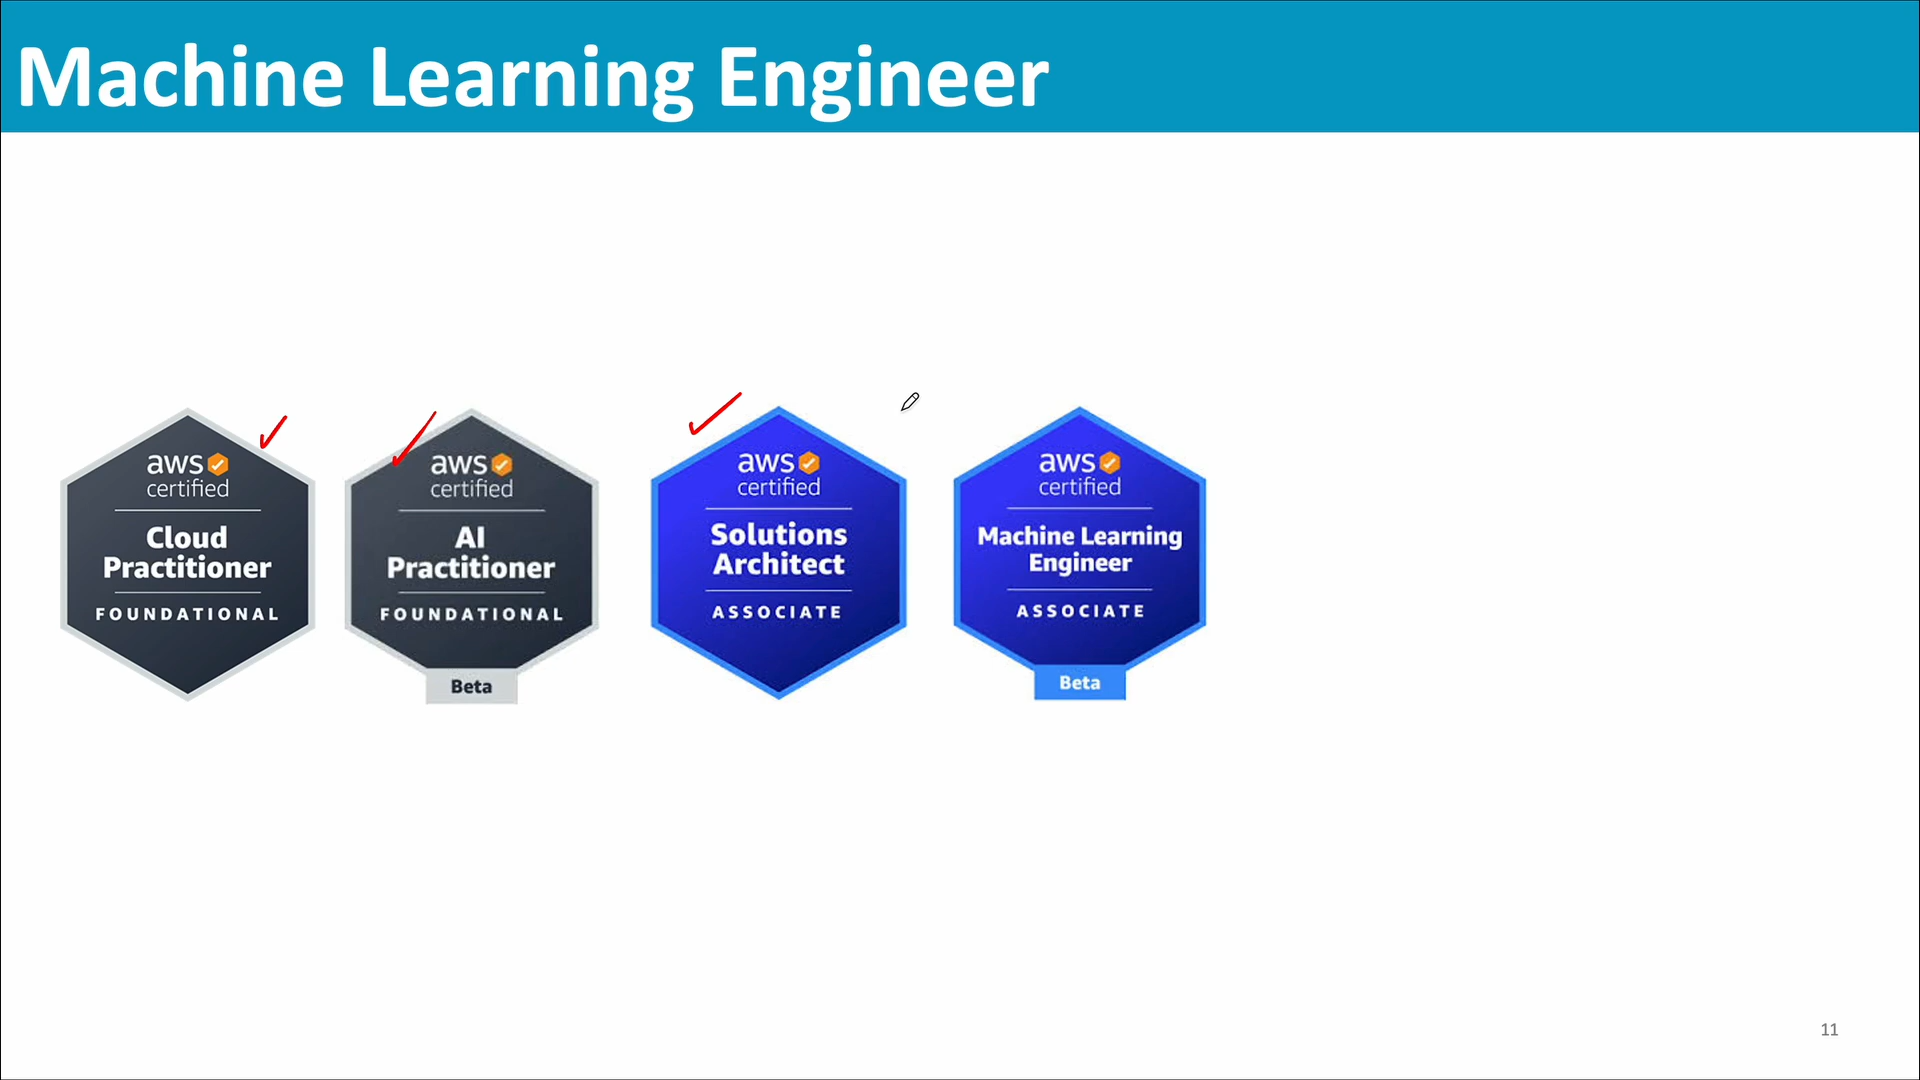 Machine Learning Engineer
aws
certified
Cloud
Practitioner
FOUNDATIONAL
aws
certified
AI
Practitioner
FOUNDATIONAL
Beta
aws
certified
Solutions
Architect
ASSOCIATE
aws
certified
Machine Learning
Engineer
ASSOCIATE
Beta
11